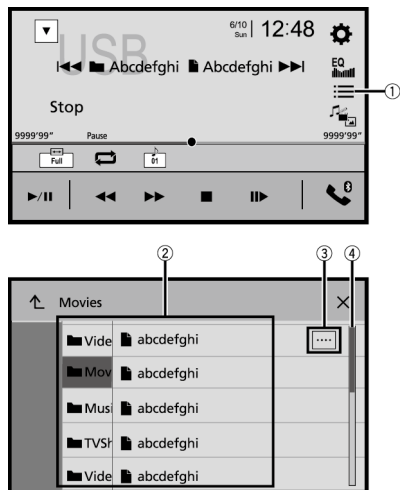 USB
6/10 Sun 12:48
Abcdefghi Abcdefghi
EQ
Stop
1
9999'99" Pause 9999'99"
Full 01
2 3 4
Movies
Vide abcdefghi
Mov abcdefghi
Musi abcdefghi
TVSh abcdefghi
Vide abcdefghi